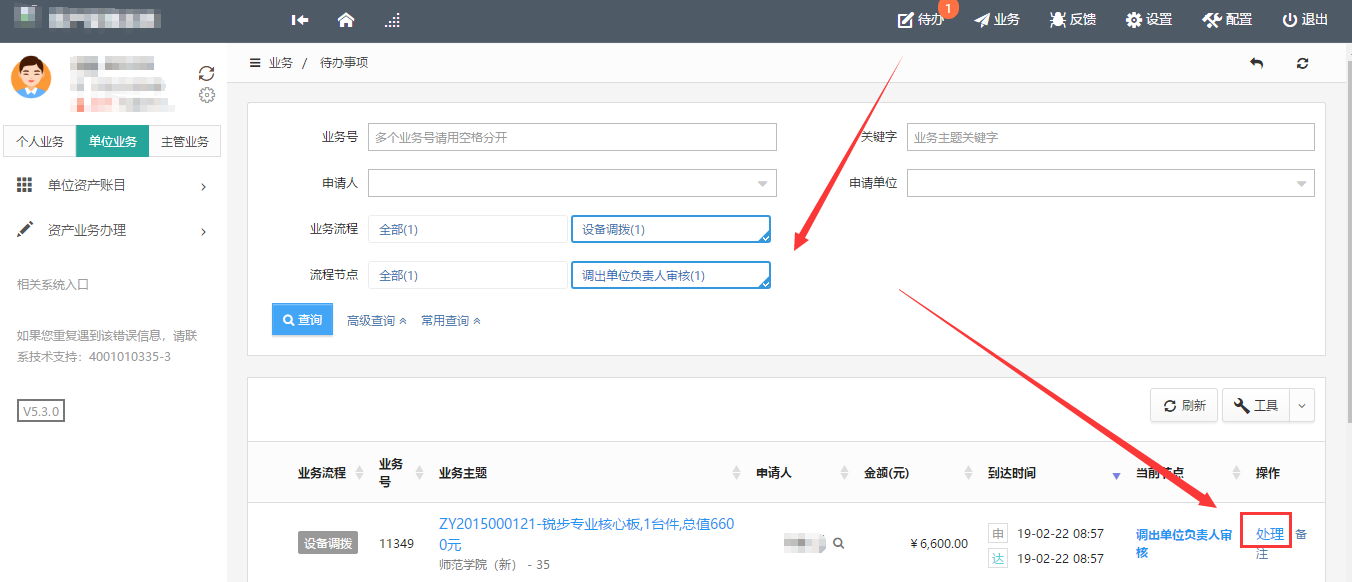 待办 1 业务 反馈 设置 配置 退出
业务 / 待办事项
个人业务 单位业务 主管业务
单位资产账目
资产业务办理
相关系统入口
如果您重复遇到该错误信息，请联
系技术支持：4001010335-3
V5.3.0
业务号 多个业务号请用空格分开 关键字 业务主题关键字
申请人 申请单位
业务流程 全部(1) 设备调拨(1)
流程节点 全部(1) 调出单位负责人审核(1)
查询 高级查询 常用查询
刷新 工具
业务流程 业务号 业务主题 申请人 金额(元) 到达时间 当前节点 操作
设备调拨 11349
ZY2015000121-锐步专业核心板,1台件,总值660
0元
师范学院（新） - 35
¥6,600.00
申 19-02-22 08:57
达 19-02-22 08:57
调出单位负责人审
核
处理 备
注